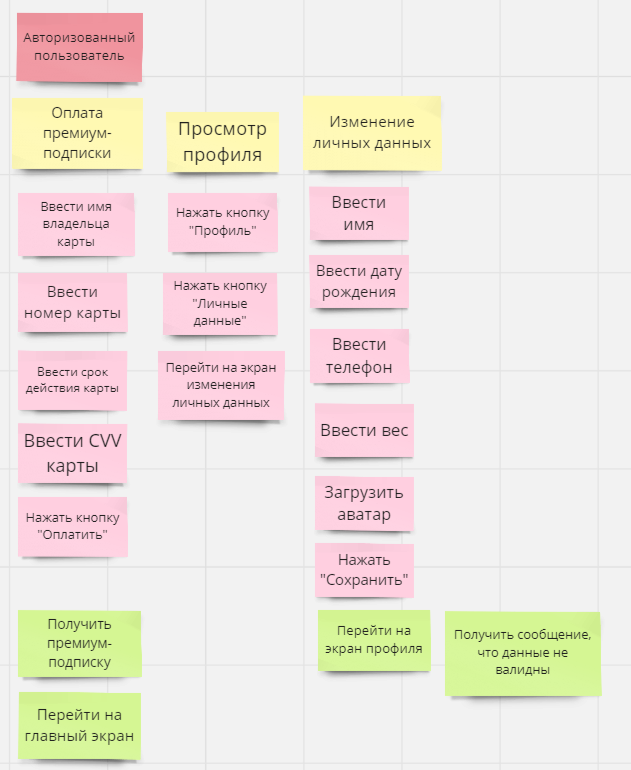 Авторизованный
пользователь
Оплата
премиум-
подписки
Просмотр
профиля
Изменение
личных данных
Ввести имя
владельца
карты
Ввести
номер карты
Ввести срок
действия карты
Ввести CVV
карты
Нажать кнопку
"Оплатить"
Получить
премиум-
подписку
Перейти на
главный экран
Нажать кнопку
"Профиль"
Нажать кнопку
"Личные
данные"
Перейти на экран
изменения
личных данных
Ввести
имя
Ввести дату
рождения
Ввести
телефон
Ввести вес
Загрузить
аватар
Нажать
"Сохранить"
Перейти на
экран профиля
Получить сообщение,
что данные не
валидны